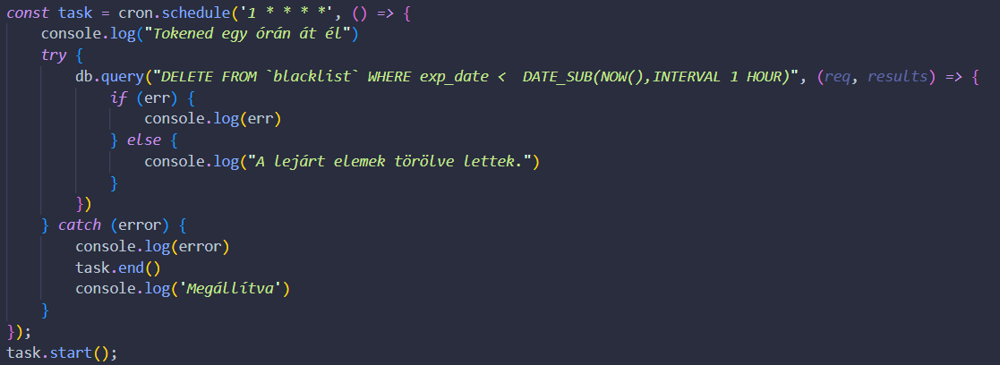 const task = cron.schedule('1 * * * *', () => {
    console.log("Tokened egy órán át él")
    try {
        db.query("DELETE FROM `blacklist` WHERE exp_date <  DATE_SUB(NOW(),INTERVAL 1 HOUR)", (req, results) => {
            if (err) {
                console.log(err)
            } else {
                console.log("A lejárt elemek törölve lettek.")
            }
        })
    } catch (error) {
        console.log(error)
        task.end()
        console.log('Megállítva')
    }
});
task.start();